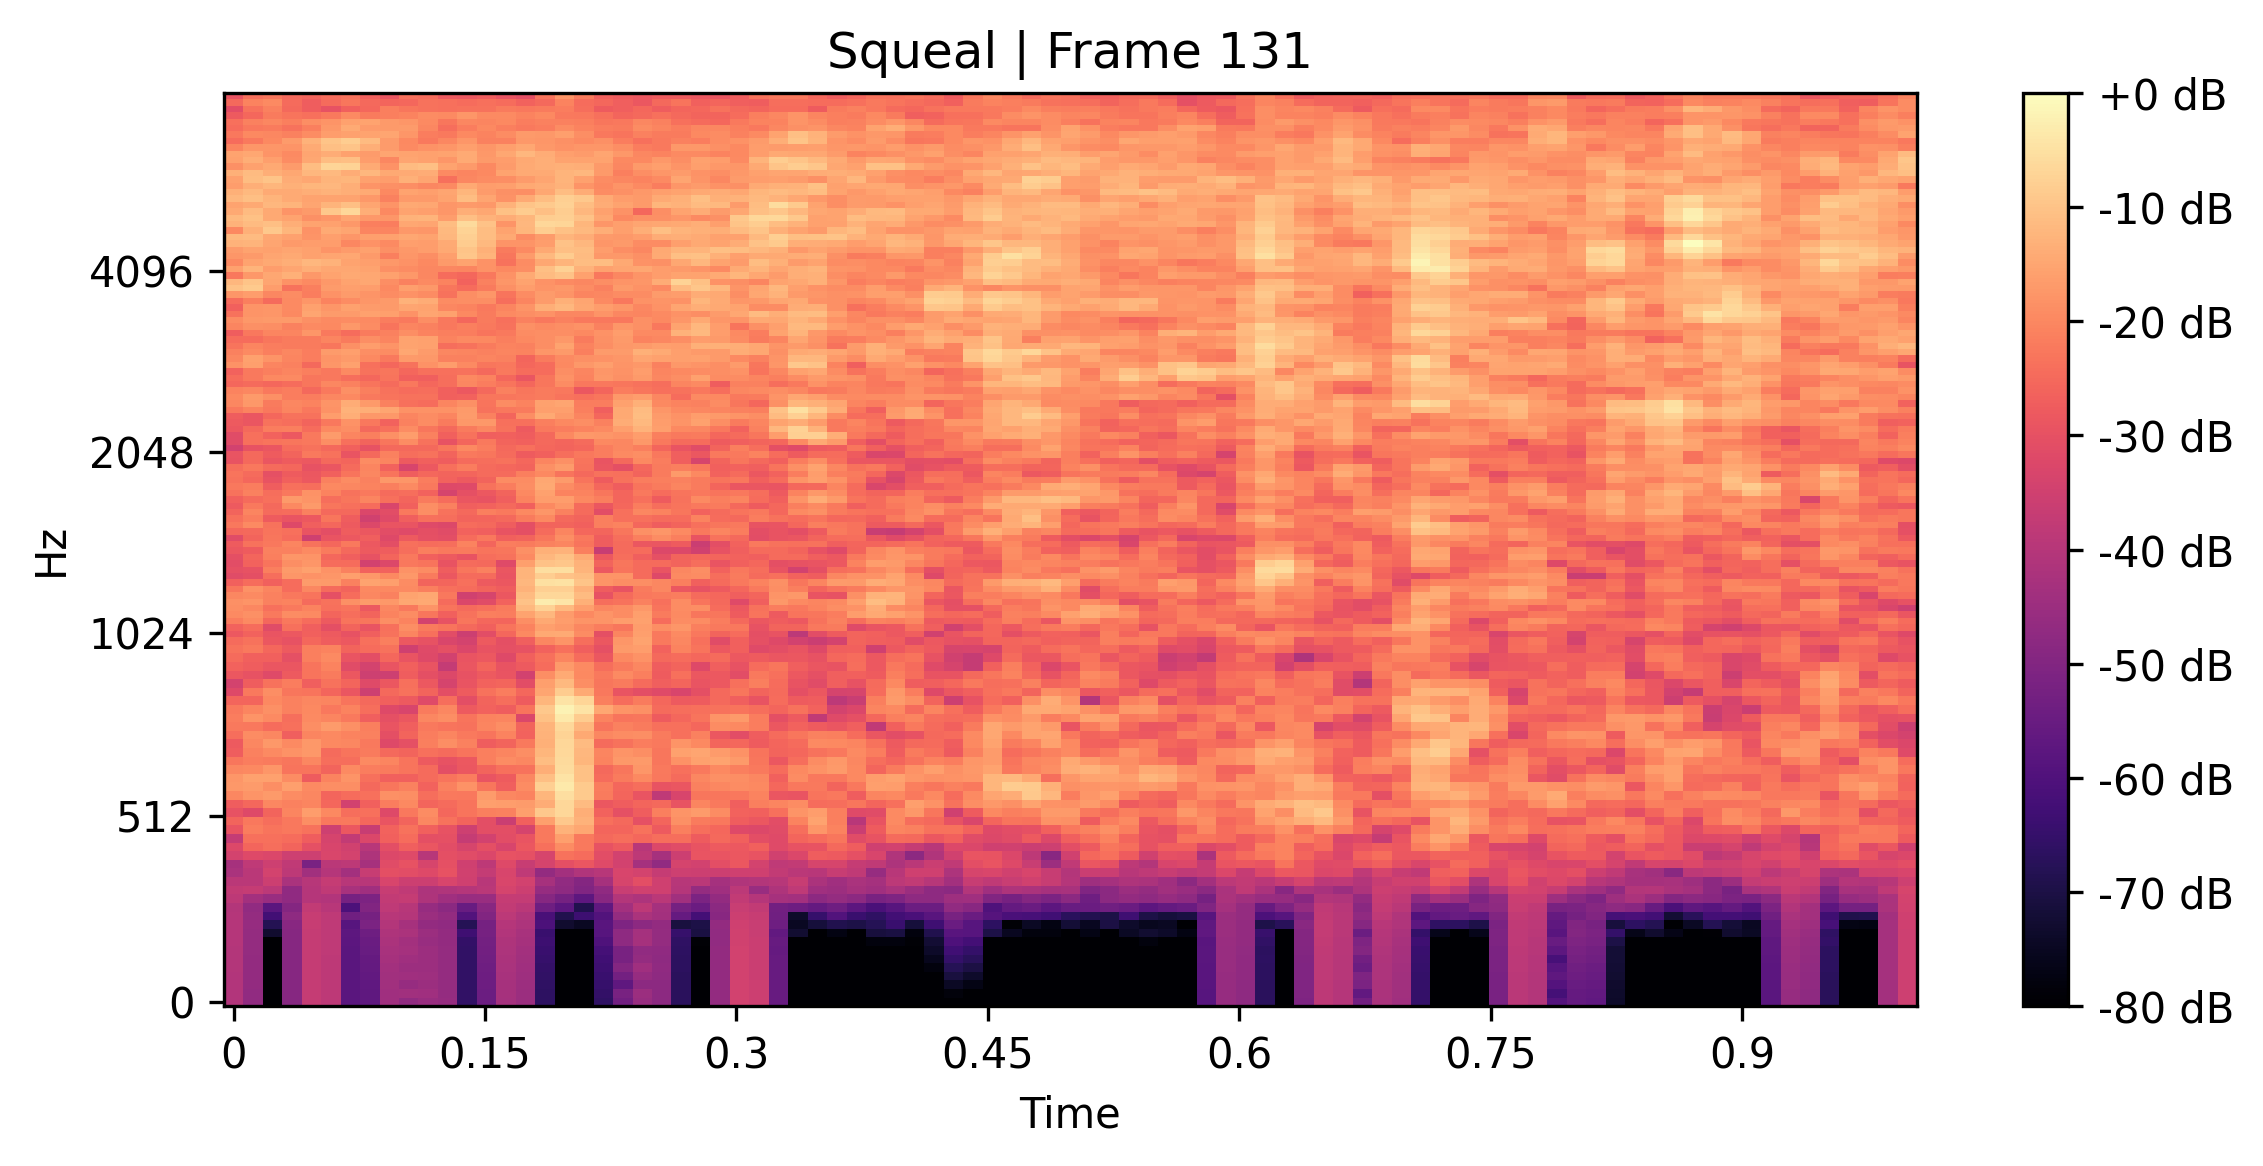 Squeal | Frame 131
+0 dB
-10 dB
-20 dB
-30 dB
-40 dB
-50 dB
-60 dB
-70 dB
-80 dB
4096
2048
1024
512
0
Hz
0 0.15 0.3 0.45 0.6 0.75 0.9
Time